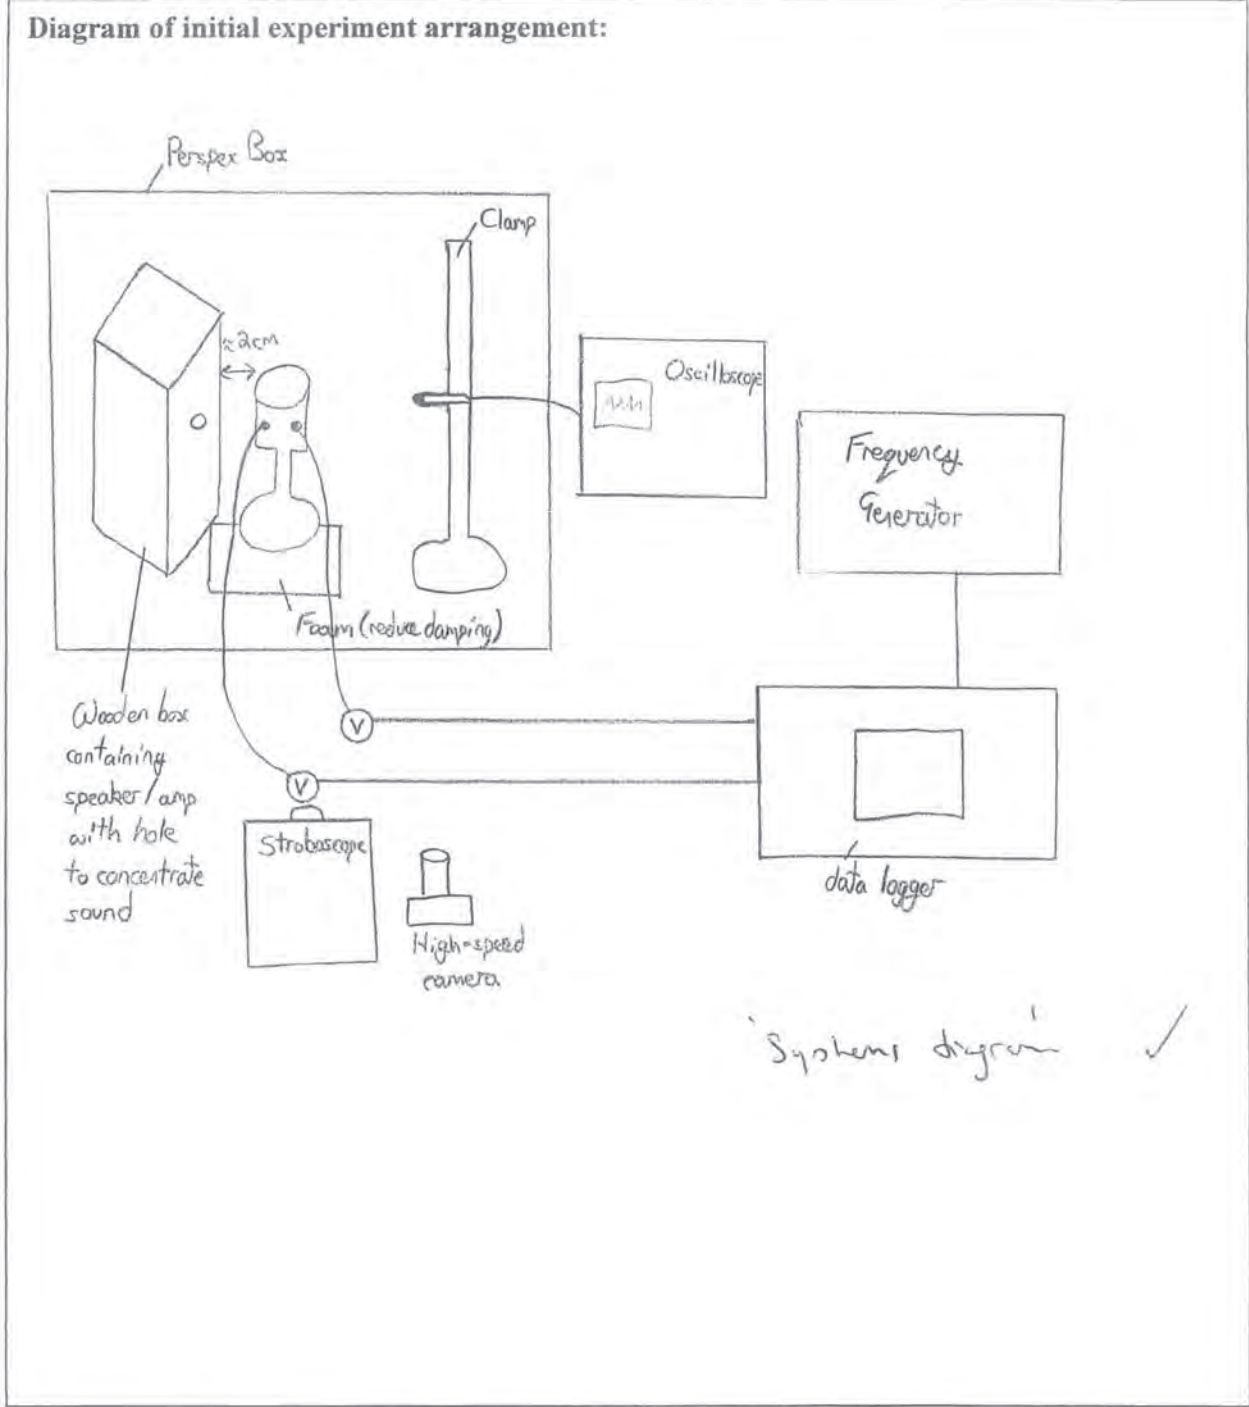 Diagram of initial experiment arrangement:
Perspex Box
Clamp
≈2cm
Oscilloscope
Frequency
Generator
Foam (reduce damping)
Wooden box
containing
speaker/amp
with hole
to concentrate
sound
V
V
Stroboscope
High-speed
camera
data logger
'Systems diagram' ✓